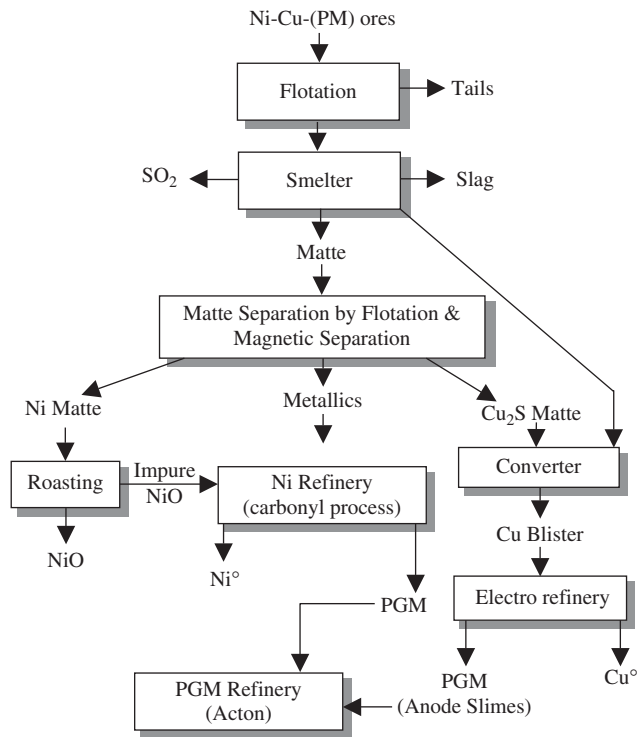 Ni-Cu-(PM) ores
Flotation
Tails
SO₂
Smelter
Slag
Matte
Matte Separation by Flotation &
Magnetic Separation
Ni Matte
Metallics
Cu₂S Matte
Roasting
Impure
NiO
Ni Refinery
(carbonyl process)
Converter
NiO
Ni°
Cu Blister
PGM
Electro refinery
PGM Refinery
(Acton)
PGM
(Anode Slimes)
Cu°